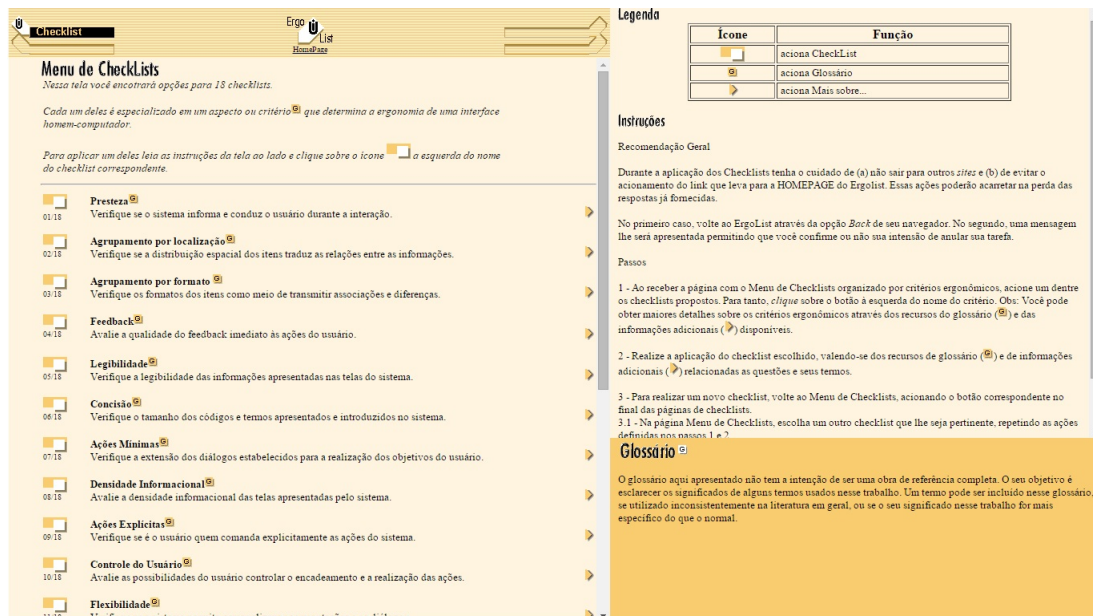 Checklist
Ergo
List
HomePage
Menu de CheckLists
Nessa tela você encontrará opções para 18 checklists.
Cada um deles é especializado em um aspecto ou critério G que determina a ergonomia de uma interface
homem-computador.
Para aplicar um deles leia as instruções da tela ao lado e clique sobre o ícone a esquerda do nome
do checklist correspondente.
Presteza G
01/18 Verifique se o sistema informa e conduz o usuário durante a interação.
Agrupamento por localização G
02/18 Verifique se a distribuição espacial dos itens traduz as relações entre as informações.
Agrupamento por formato G
03/18 Verifique os formatos dos itens como meio de transmitir associações e diferenças.
Feedback G
04/18 Avalie a qualidade do feedback imediato às ações do usuário.
Legibilidade G
05/18 Verifique a legibilidade das informações apresentadas nas telas do sistema.
Concisão G
06/18 Verifique o tamanho dos códigos e termos apresentados e introduzidos no sistema.
Ações Mínimas G
07/18 Verifique a extensão dos diálogos estabelecidos para a realização dos objetivos do usuário.
Densidade Informacional G
08/18 Avalie a densidade informacional das telas apresentadas pelo sistema.
Ações Explícitas G
09/18 Verifique se é o usuário quem comanda explicitamente as ações do sistema.
Controle do Usuário G
10/18 Avalie as possibilidades do usuário controlar o encadeamento e a realização das ações.
Flexibilidade G
Legenda
Ícone Função
aciona CheckList
G aciona Glossário
aciona Mais sobre...
Instruções
Recomendação Geral
Durante a aplicação dos Checklists tenha o cuidado de (a) não sair para outros sites e (b) de evitar o
acionamento do link que leva para a HOMEPAGE do Ergolist. Essas ações poderão acarretar na perda das
respostas já fornecidas.
No primeiro caso, volte ao ErgoList através da opção Back de seu navegador. No segundo, uma mensagem
lhe será apresentada permitindo que você confirme ou não sua intensão de anular sua tarefa.
Passos
1 - Ao receber a página com o Menu de Checklists organizado por critérios ergonômicos, acione um dentre
os checklists propostos. Para tanto, clique sobre o botão à esquerda do nome do critério. Obs: Você pode
obter maiores detalhes sobre os critérios ergonômicos através dos recursos do glossário (G) e das
informações adicionais ( ) disponíveis.
2 - Realize a aplicação do checklist escolhido, valendo-se dos recursos de glossário (G) e de informações
adicionais ( ) relacionadas as questões e seus termos.
3 - Para realizar um novo checklist, volte ao Menu de Checklists, acionando o botão correspondente no
final das páginas de checklists.
3.1 - Na página Menu de Checklists, escolha um outro checklist que lhe seja pertinente, repetindo as ações
definidas nos passos 1 e 2
Glossário G
O glossário aqui apresentado não tem a intenção de ser uma obra de referência completa. O seu objetivo é
esclarecer os significados de alguns termos usados nesse trabalho. Um termo pode ser incluído nesse glossário,
se utilizado inconsistentemente na literatura em geral, ou se o seu significado nesse trabalho for mais
específico do que o normal.